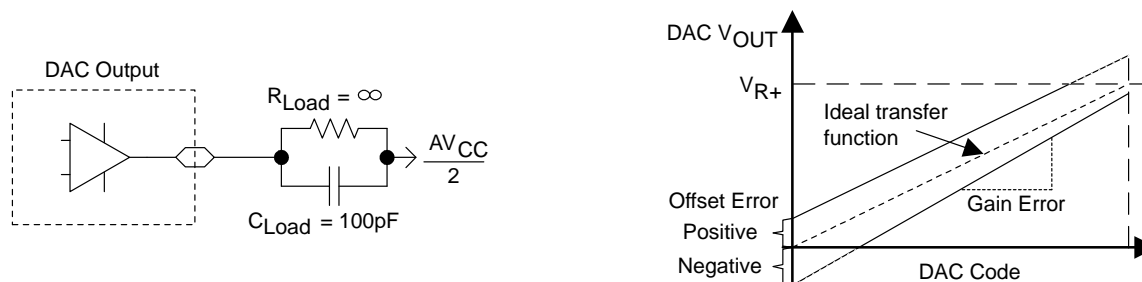 DAC Output
R_Load = ∞
C_Load = 100pF
AV_CC
2
DAC V_OUT
V_R+
Ideal transfer
function
Offset Error
Positive
Negative
Gain Error
DAC Code